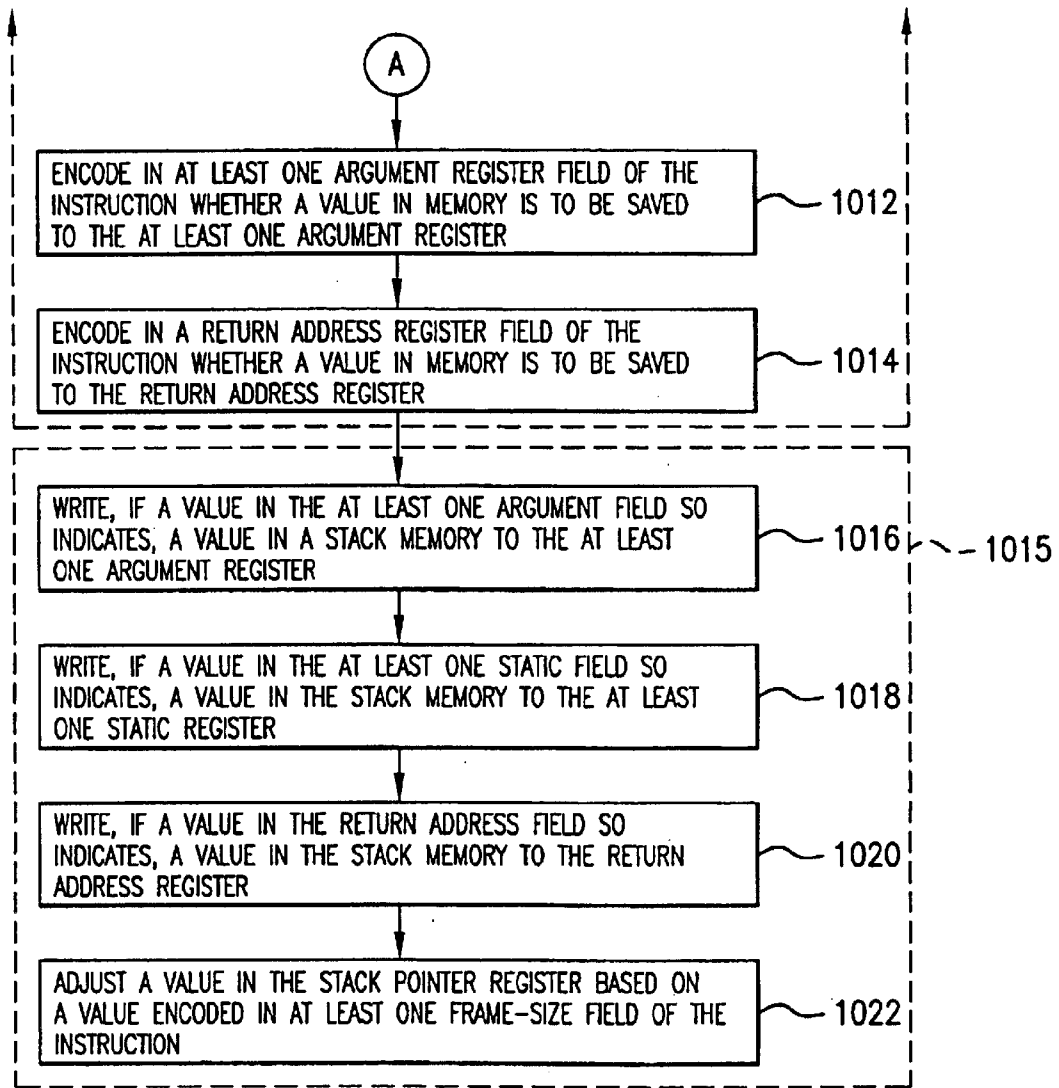 A
ENCODE IN AT LEAST ONE ARGUMENT REGISTER FIELD OF THE
INSTRUCTION WHETHER A VALUE IN MEMORY IS TO BE SAVED
TO THE AT LEAST ONE ARGUMENT REGISTER
1012
ENCODE IN A RETURN ADDRESS REGISTER FIELD OF THE
INSTRUCTION WHETHER A VALUE IN MEMORY IS TO BE SAVED
TO THE RETURN ADDRESS REGISTER
1014
WRITE, IF A VALUE IN THE AT LEAST ONE ARGUMENT FIELD SO
INDICATES, A VALUE IN A STACK MEMORY TO THE AT LEAST
ONE ARGUMENT REGISTER
1016
1015
WRITE, IF A VALUE IN THE AT LEAST ONE STATIC FIELD SO
INDICATES, A VALUE IN THE STACK MEMORY TO THE AT LEAST
ONE STATIC REGISTER
1018
WRITE, IF A VALUE IN THE RETURN ADDRESS FIELD SO
INDICATES, A VALUE IN THE STACK MEMORY TO THE RETURN
ADDRESS REGISTER
1020
ADJUST A VALUE IN THE STACK POINTER REGISTER BASED ON
A VALUE ENCODED IN AT LEAST ONE FRAME-SIZE FIELD OF THE
INSTRUCTION
1022